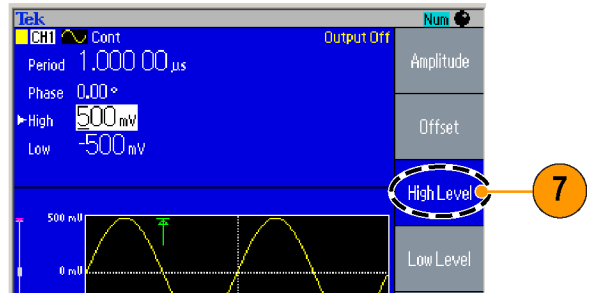 Tek Num
CH1 Cont Output Off
Period 1.000 00 µs
Phase 0.00 °
High 500 mV
Low -500 mV
Amplitude
Offset
High Level
7
Low Level
500 mV
0 mV